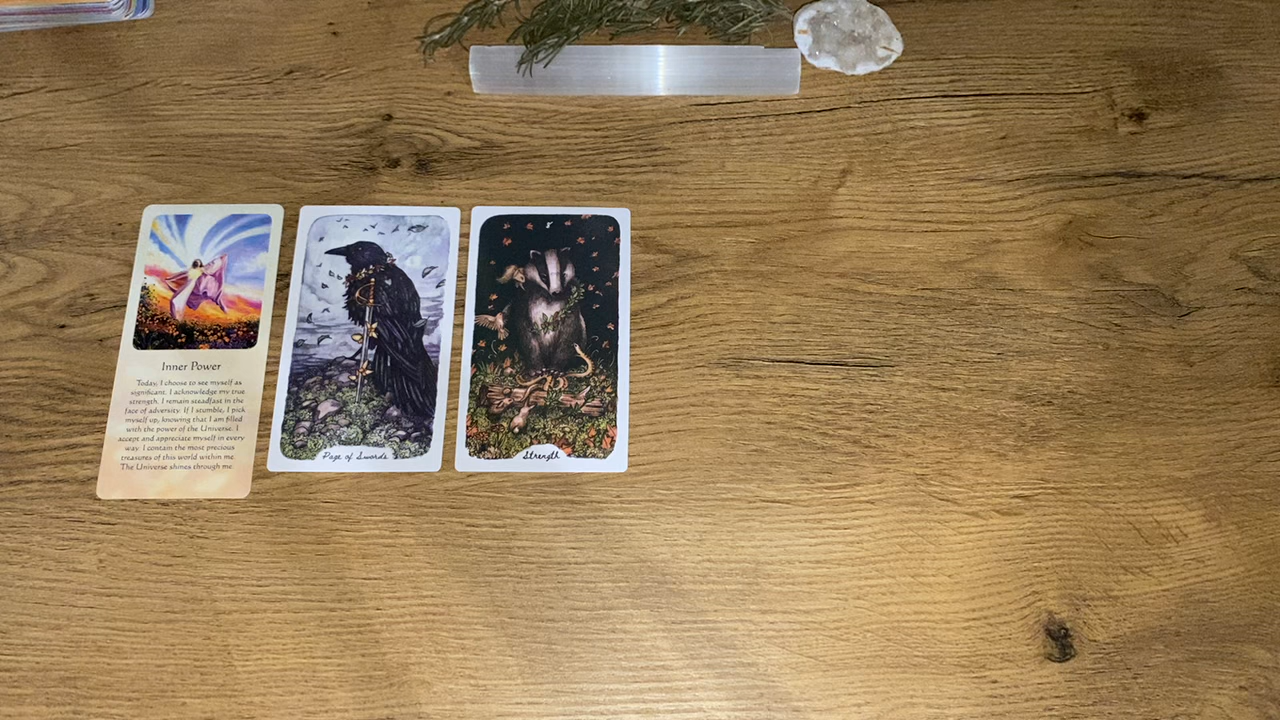 Inner Power
Today, I choose to see myself as
significant. I acknowledge my true
strength. I remain steadfast in the
face of adversity. If I stumble, I pick
myself up, knowing that I am filled
with the power of the Universe. I
accept and appreciate myself in every
way. I contain the most precious
treasures of this world within me.
The Universe shines through me.
Page of Swords
8
Strength